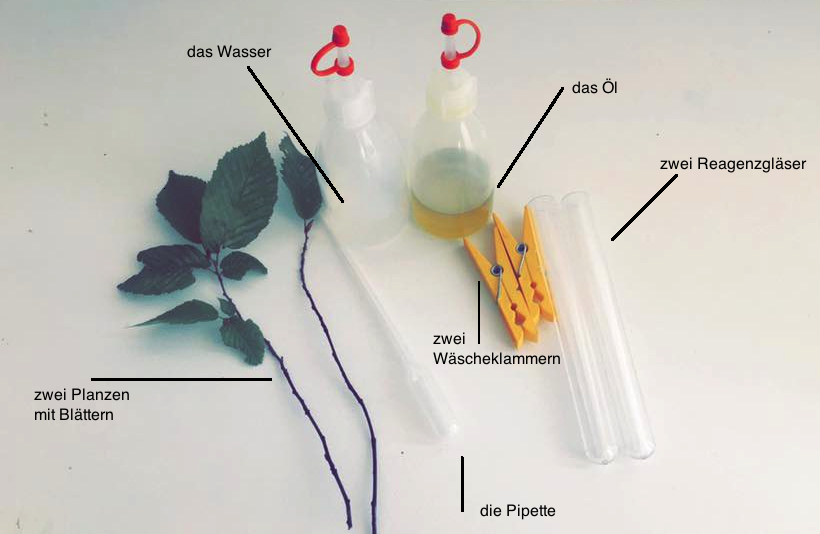 das Wasser
das Öl
zwei Reagenzgläser
zwei
Wäscheklammern
zwei Planzen
mit Blättern
die Pipette